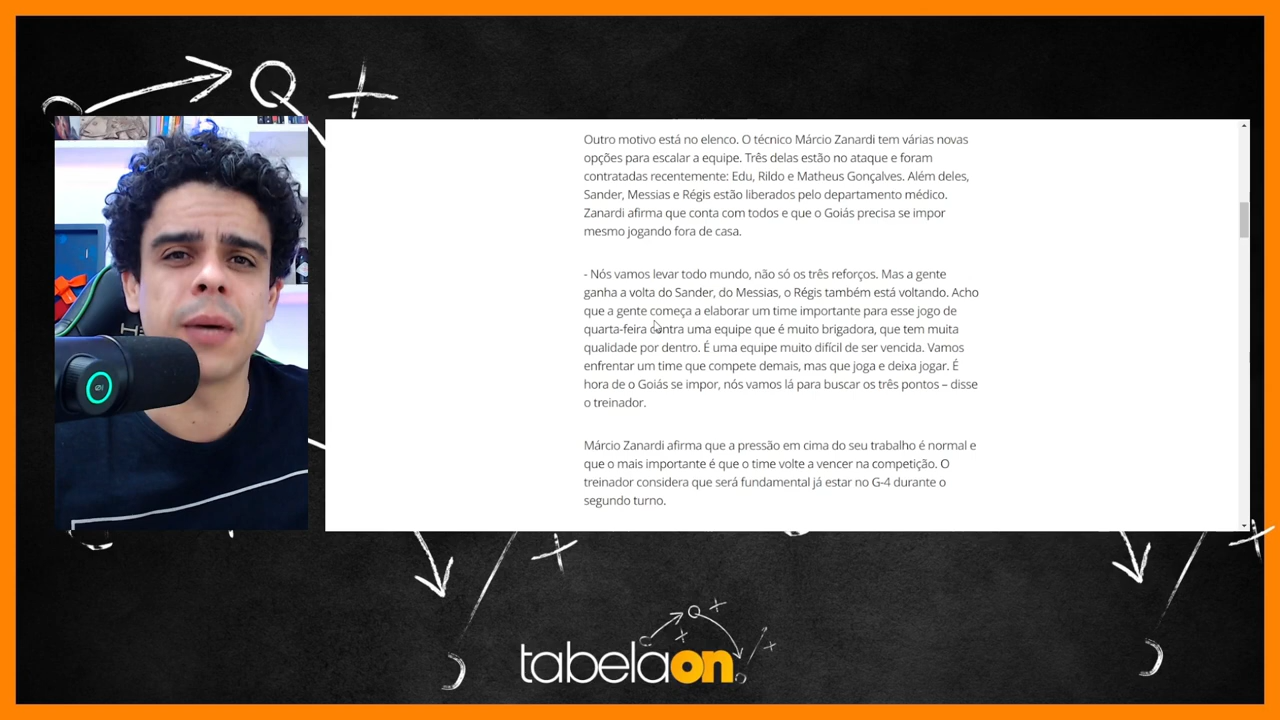 Outro motivo está no elenco. O técnico Márcio Zanardi tem várias novas
opções para escalar a equipe. Três delas estão no ataque e foram
contratadas recentemente: Edu, Rildo e Matheus Gonçalves. Além deles,
Sander, Messias e Régis estão liberados pelo departamento médico.
Zanardi afirma que conta com todos e que o Goiás precisa se impor
mesmo jogando fora de casa.
- Nós vamos levar todo mundo, não só os três reforços. Mas a gente
ganha a volta do Sander, do Messias, o Régis também está voltando. Acho
que a gente começa a elaborar um time importante para esse jogo de
quarta-feira contra uma equipe que é muito brigadora, que tem muita
qualidade por dentro. É uma equipe muito difícil de ser vencida. Vamos
enfrentar um time que compete demais, mas que joga e deixa jogar. É
hora de o Goiás se impor, nós vamos lá para buscar os três pontos – disse
o treinador.
Márcio Zanardi afirma que a pressão em cima do seu trabalho é normal e
que o mais importante é que o time volte a vencer na competição. O
treinador considera que será fundamental já estar no G-4 durante o
segundo turno.
tabelaon